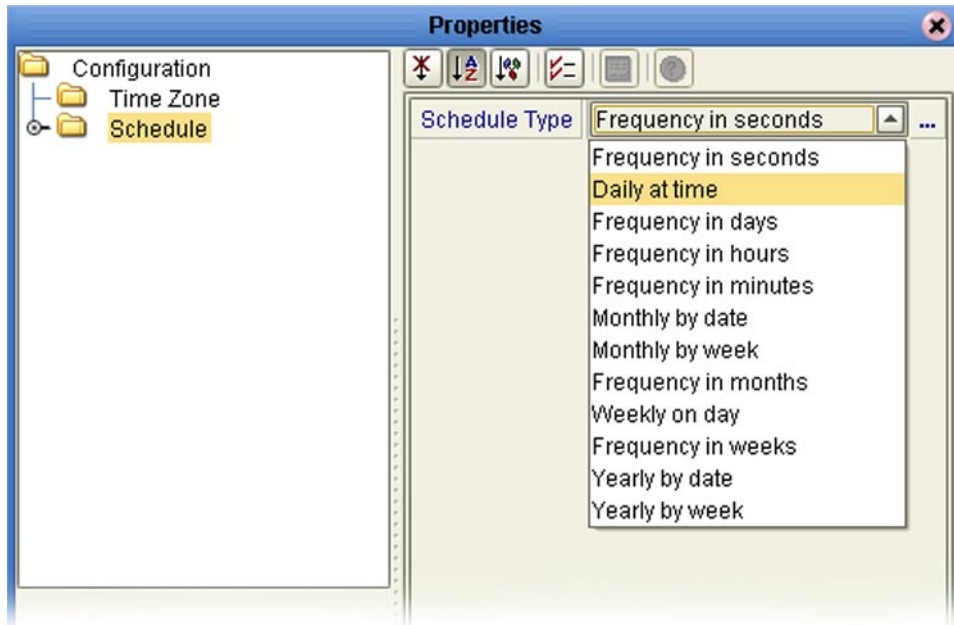 Properties
Configuration
Time Zone
Schedule
Schedule Type
Frequency in seconds
...
Frequency in seconds
Daily at time
Frequency in days
Frequency in hours
Frequency in minutes
Monthly by date
Monthly by week
Frequency in months
Weekly on day
Frequency in weeks
Yearly by date
Yearly by week